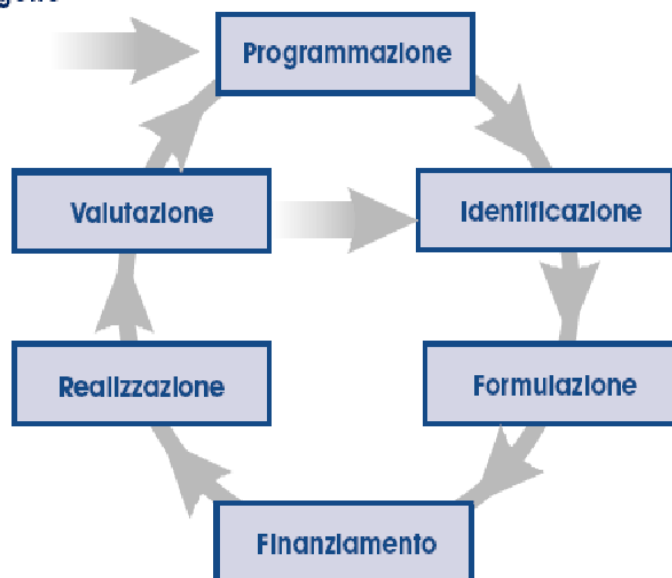 Programmazione
Valutazione
Identificazione
Realizzazione
Formulazione
Finanziamento